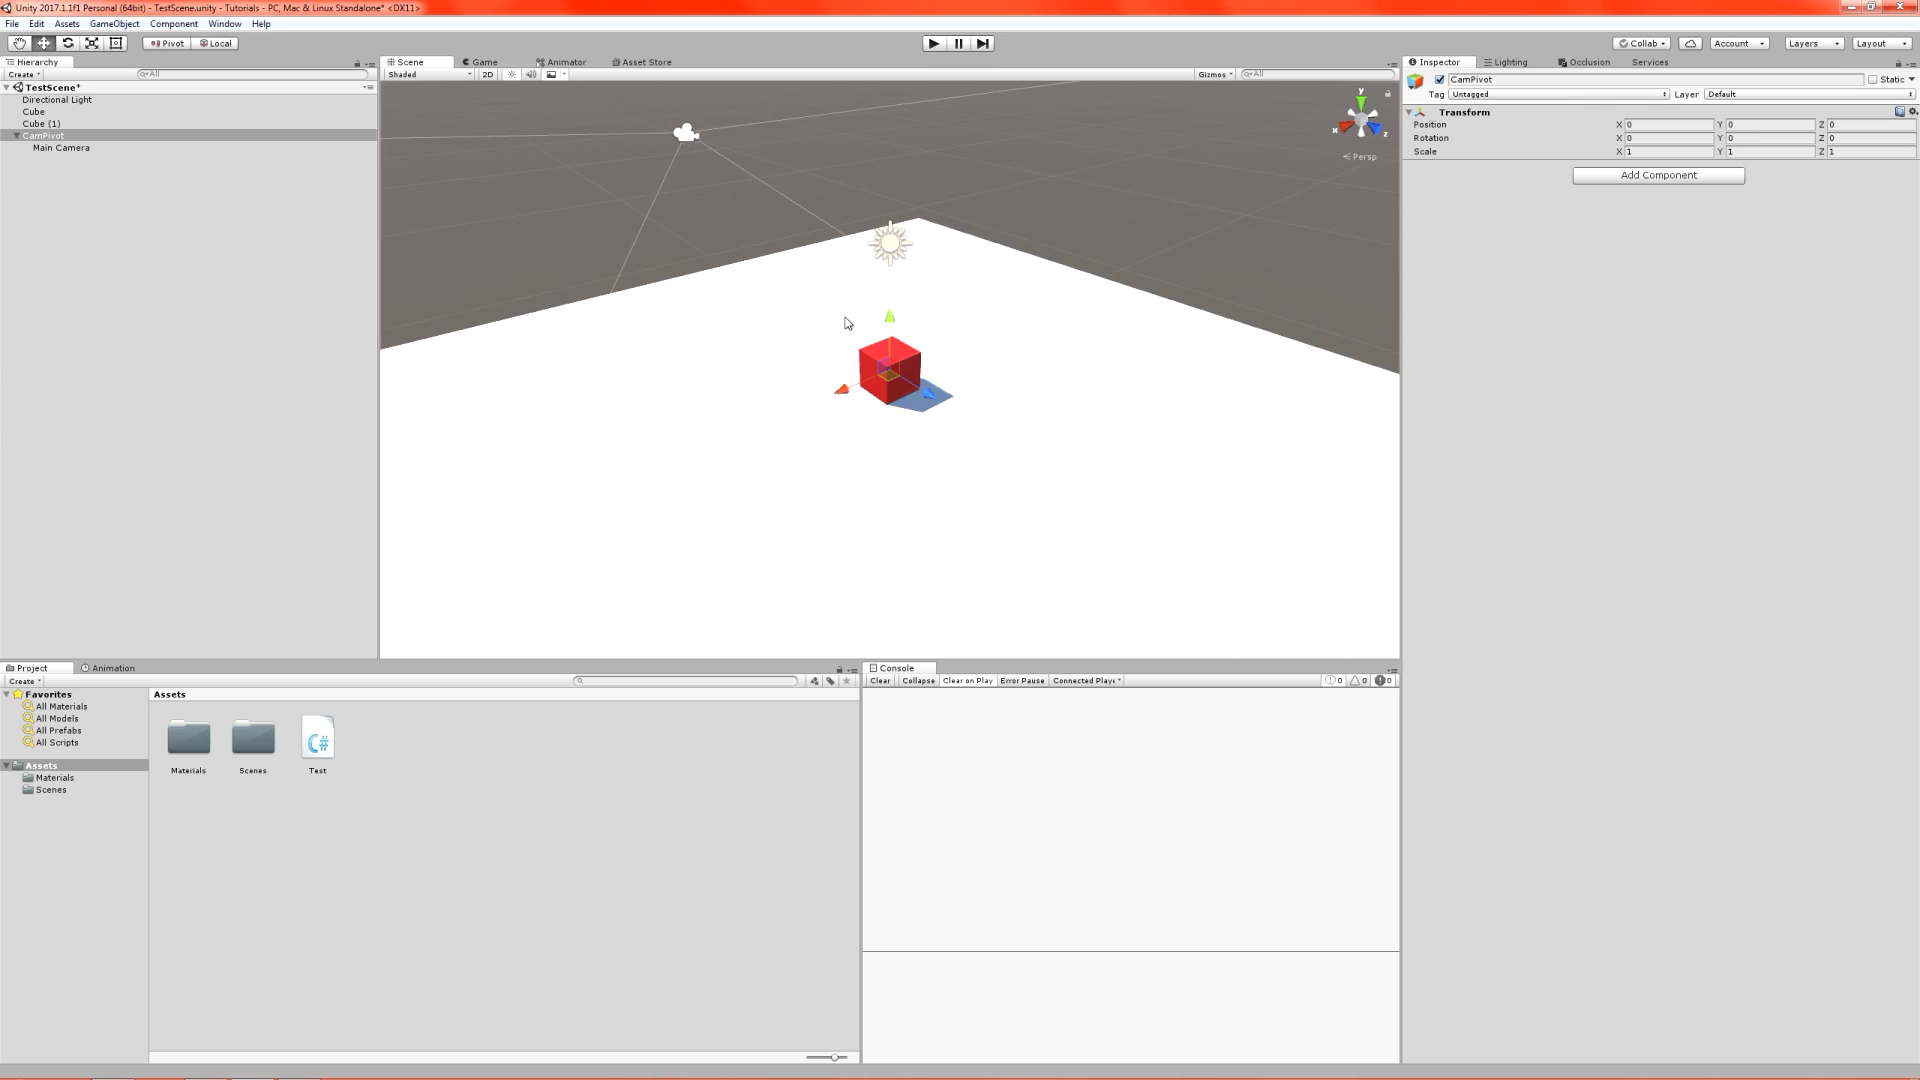 Unity 2017.1.1f1 Personal (64bit) - TestScene.unity - Tutorials - PC, Mac & Linux Standalone* <DX11>
File Edit Assets GameObject Component Window Help
Pivot Local Collab Account Layers Layout
Hierarchy
Create All
TestScene*
Directional Light
Cube
Cube (1)
CamPivot
Main Camera
Scene Game Animator Asset Store
Shaded 2D Gizmos All
y
x
z
Persp
Inspector Lighting Occlusion Services
CamPivot Static
Tag Untagged Layer Default
Transform
Position X 0 Y 0 Z 0
Rotation X 0 Y 0 Z 0
Scale X 1 Y 1 Z 1
Add Component
Project Animation
Create
Favorites
All Materials
All Models
All Prefabs
All Scripts
Assets
Materials
Scenes
Assets
C#
Materials Scenes Test
Console
Clear Collapse Clear on Play Error Pause Connected Playe 0 0 0